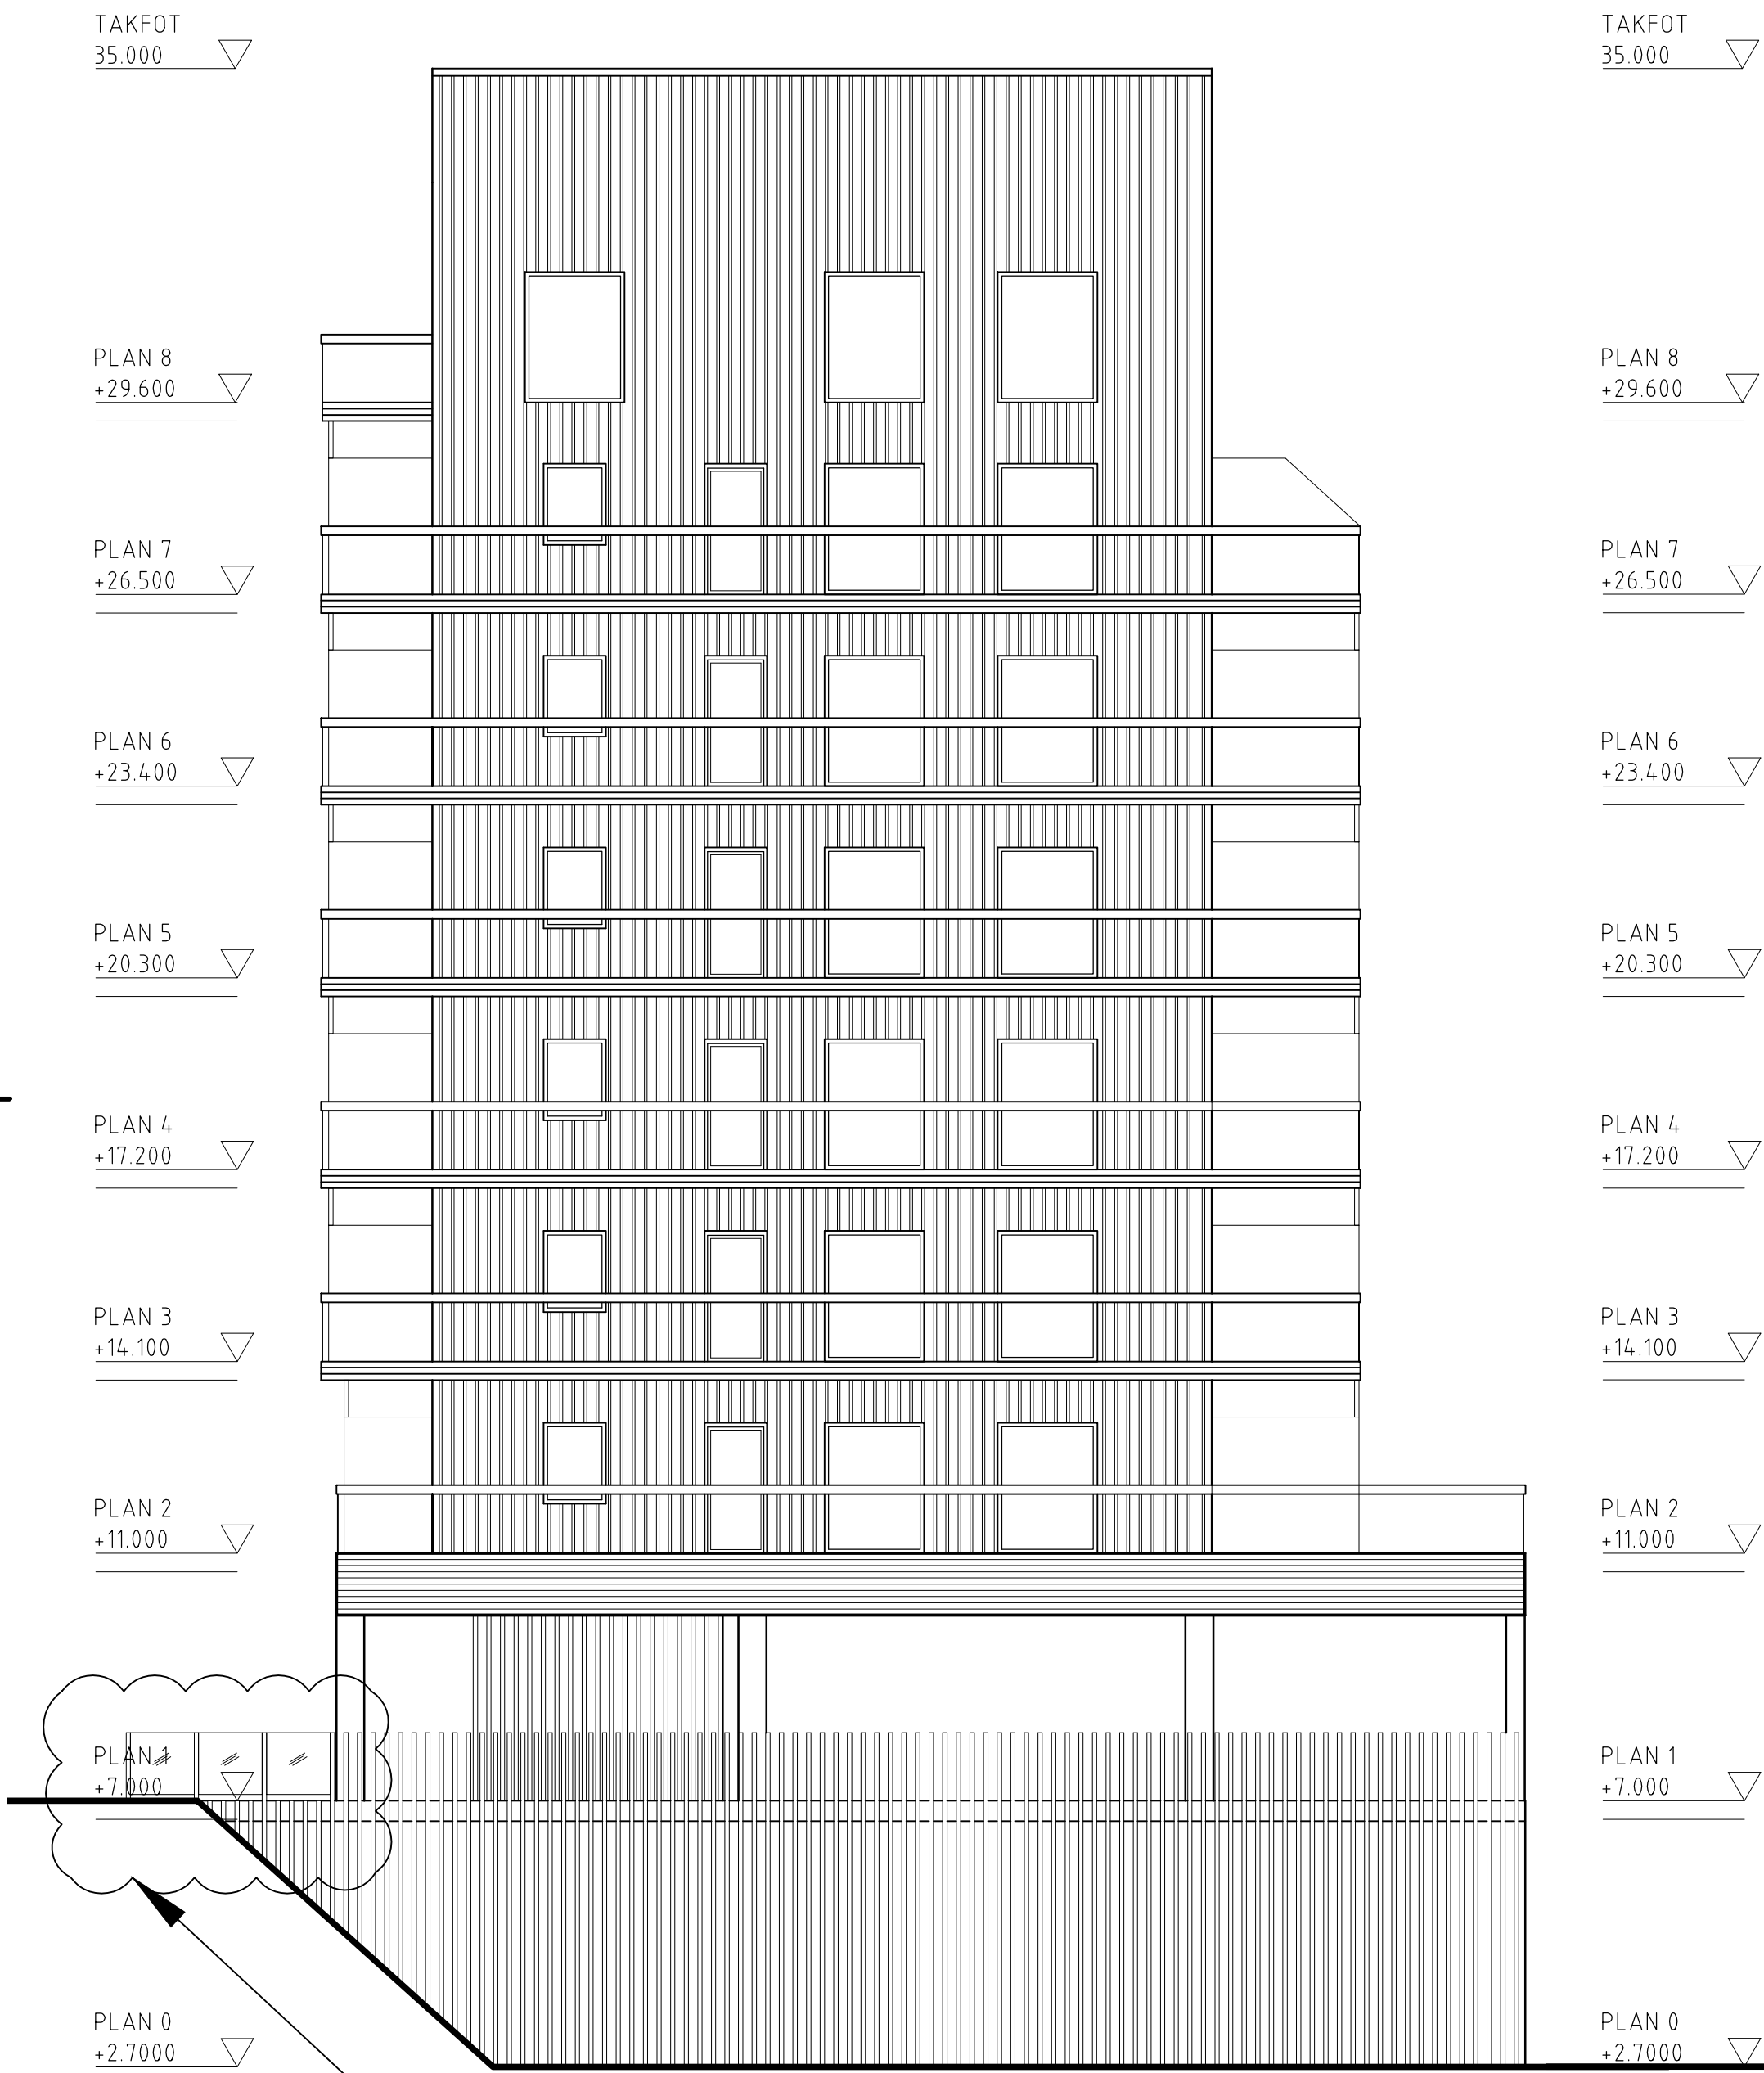 TAKFOT
35.000
TAKFOT
35.000
PLAN 8
+29.600
PLAN 8
+29.600
PLAN 7
+26.500
PLAN 7
+26.500
PLAN 6
+23.400
PLAN 6
+23.400
PLAN 5
+20.300
PLAN 5
+20.300
PLAN 4
+17.200
PLAN 4
+17.200
PLAN 3
+14.100
PLAN 3
+14.100
PLAN 2
+11.000
PLAN 2
+11.000
PLAN 1
+7.000
PLAN 1
+7.000
PLAN 0
+2.7000
PLAN 0
+2.7000